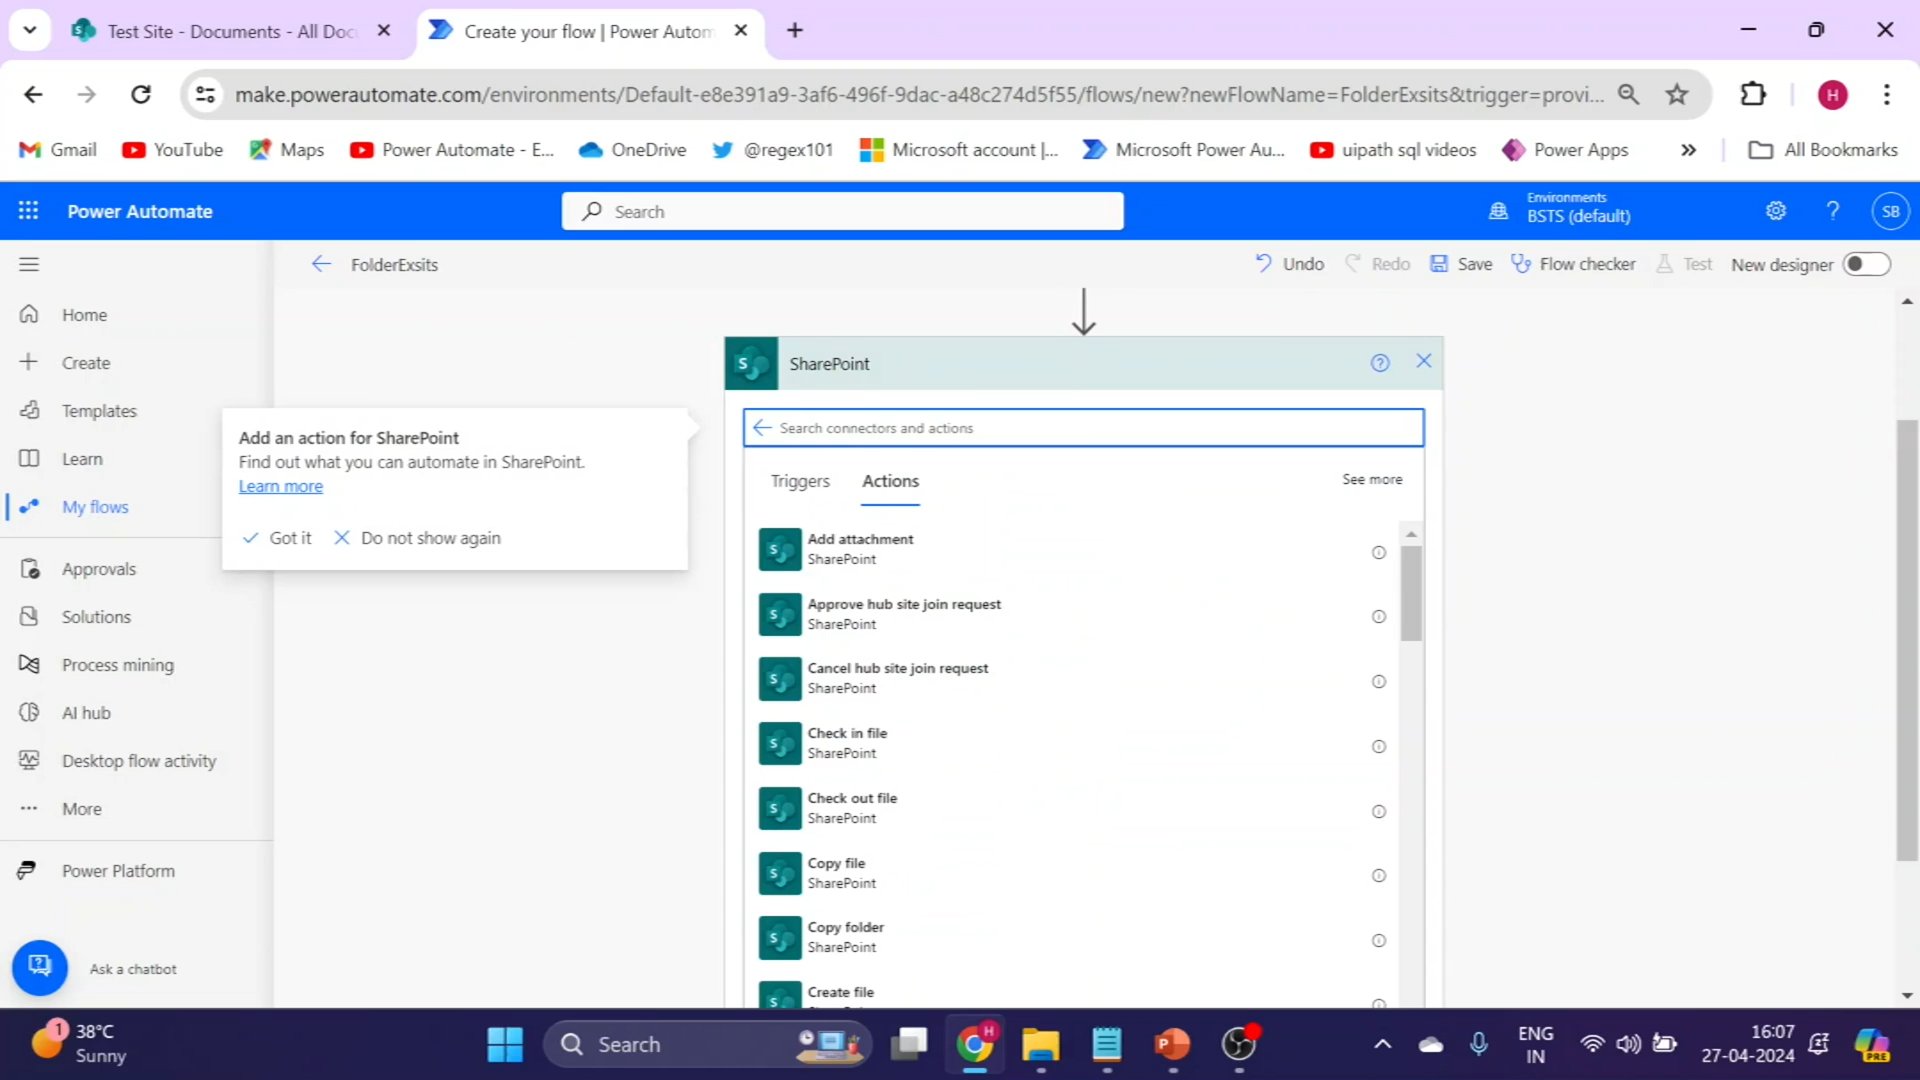 Test Site - Documents - All Doc
Create your flow | Power Autom
make.powerautomate.com/environments/Default-e8e391a9-3af6-496f-9dac-a48c274d5f55/flows/new?newFlowName=FolderExsits&trigger=provi...
H
Gmail
YouTube
Maps
Power Automate - E...
OneDrive
@regex101
Microsoft account |...
Microsoft Power Au...
uipath sql videos
Power Apps
»
All Bookmarks
Power Automate
Search
Environments
BSTS (default)
?
SB
FolderExsits
Undo
Redo
Save
Flow checker
Test
New designer
Home
Create
Templates
Learn
My flows
Approvals
Solutions
Process mining
AI hub
Desktop flow activity
More
Power Platform
Ask a chatbot
Add an action for SharePoint
Find out what you can automate in SharePoint.
Learn more
Got it
Do not show again
SharePoint
Search connectors and actions
Triggers
Actions
See more
Add attachment
SharePoint
Approve hub site join request
SharePoint
Cancel hub site join request
SharePoint
Check in file
SharePoint
Check out file
SharePoint
Copy file
SharePoint
Copy folder
SharePoint
Create file
1
38°C
Sunny
Search
H
ENG
IN
16:07
27-04-2024
PRE